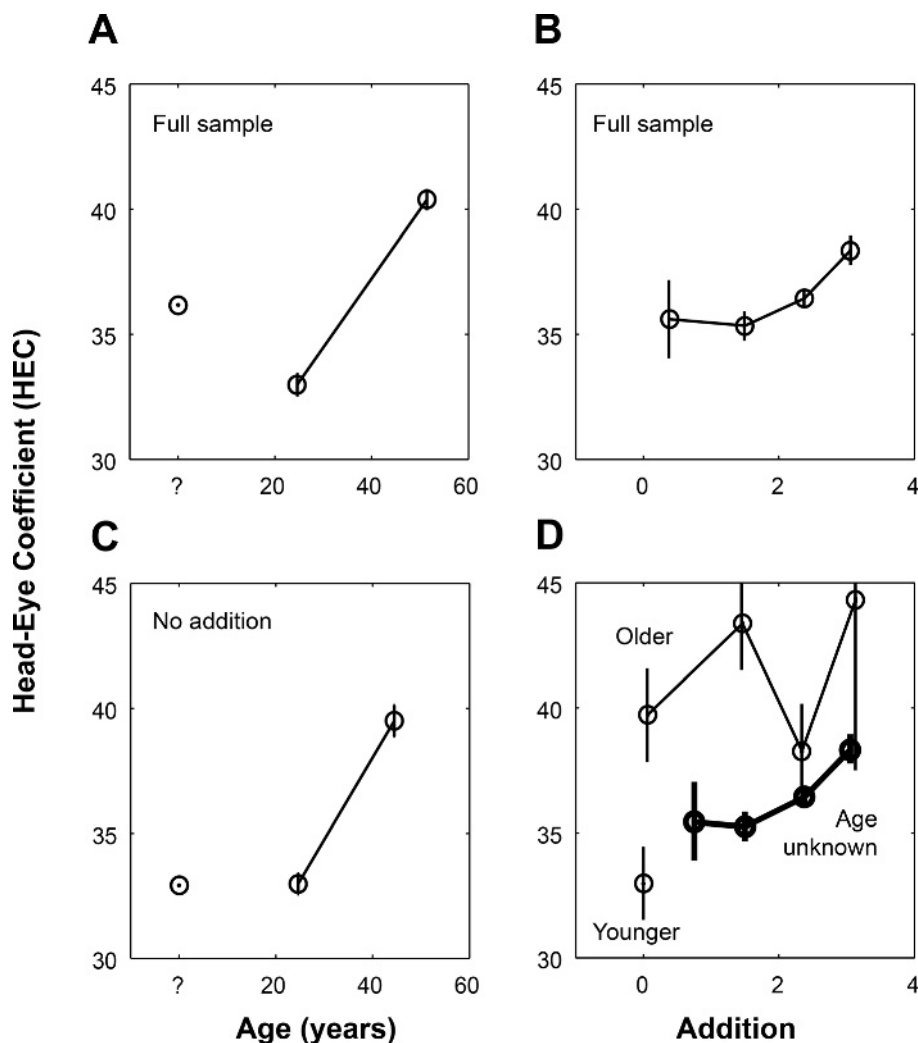 A
B
45
40
35
30
Full sample
?
20
40
60
45
40
35
30
Full sample
0
2
4
Head-Eye Coefficient (HEC)
C
D
45
40
35
30
No addition
?
20
40
60
Age (years)
45
40
35
30
Older
Age
unknown
Younger
0
2
4
Addition